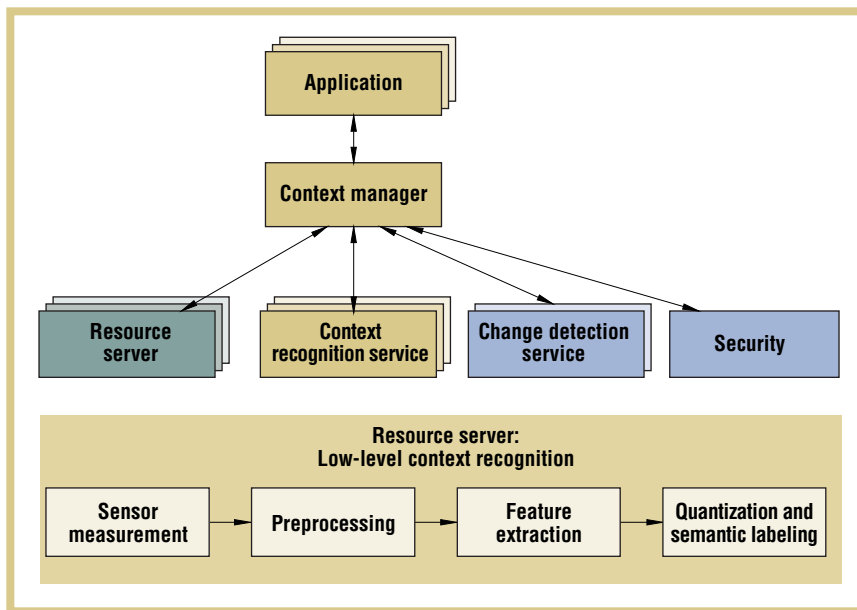 Application
Context manager
Resource
server
Context
recognition service
Change detection
service
Security
Resource server:
Low-level context recognition
Sensor
measurement
Preprocessing
Feature
extraction
Quantization and
semantic labeling